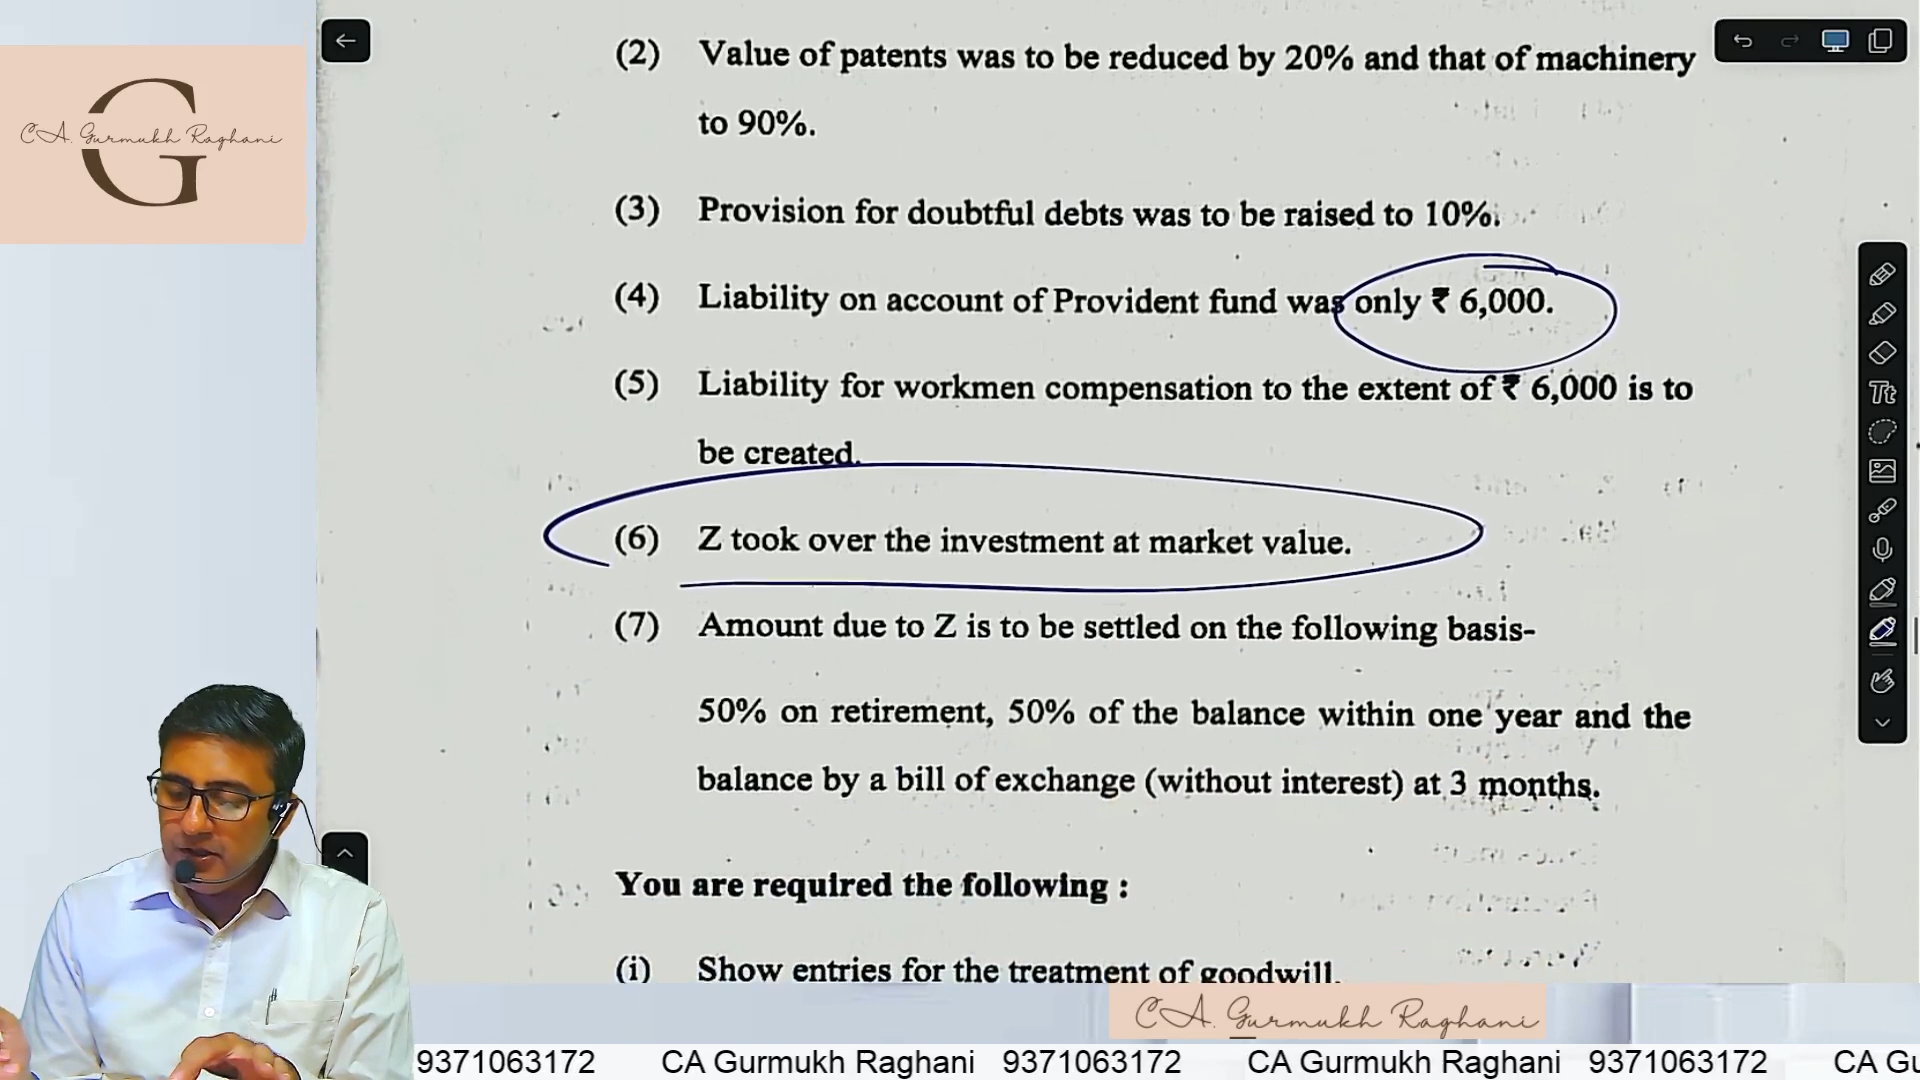 CA. Gurmukh Raghani
G
(2) Value of patents was to be reduced by 20% and that of machinery
to 90%.
(3) Provision for doubtful debts was to be raised to 10%.
(4) Liability on account of Provident fund was only ₹ 6,000.
(5) Liability for workmen compensation to the extent of ₹ 6,000 is to
be created.
(6) Z took over the investment at market value.
(7) Amount due to Z is to be settled on the following basis-
50% on retirement, 50% of the balance within one year and the
balance by a bill of exchange (without interest) at 3 months.
You are required the following :
(i) Show entries for the treatment of goodwill.
Tt
CA. Gurmukh Raghani
9371063172 CA Gurmukh Raghani 9371063172 CA Gurmukh Raghani 9371063172 CA Gu